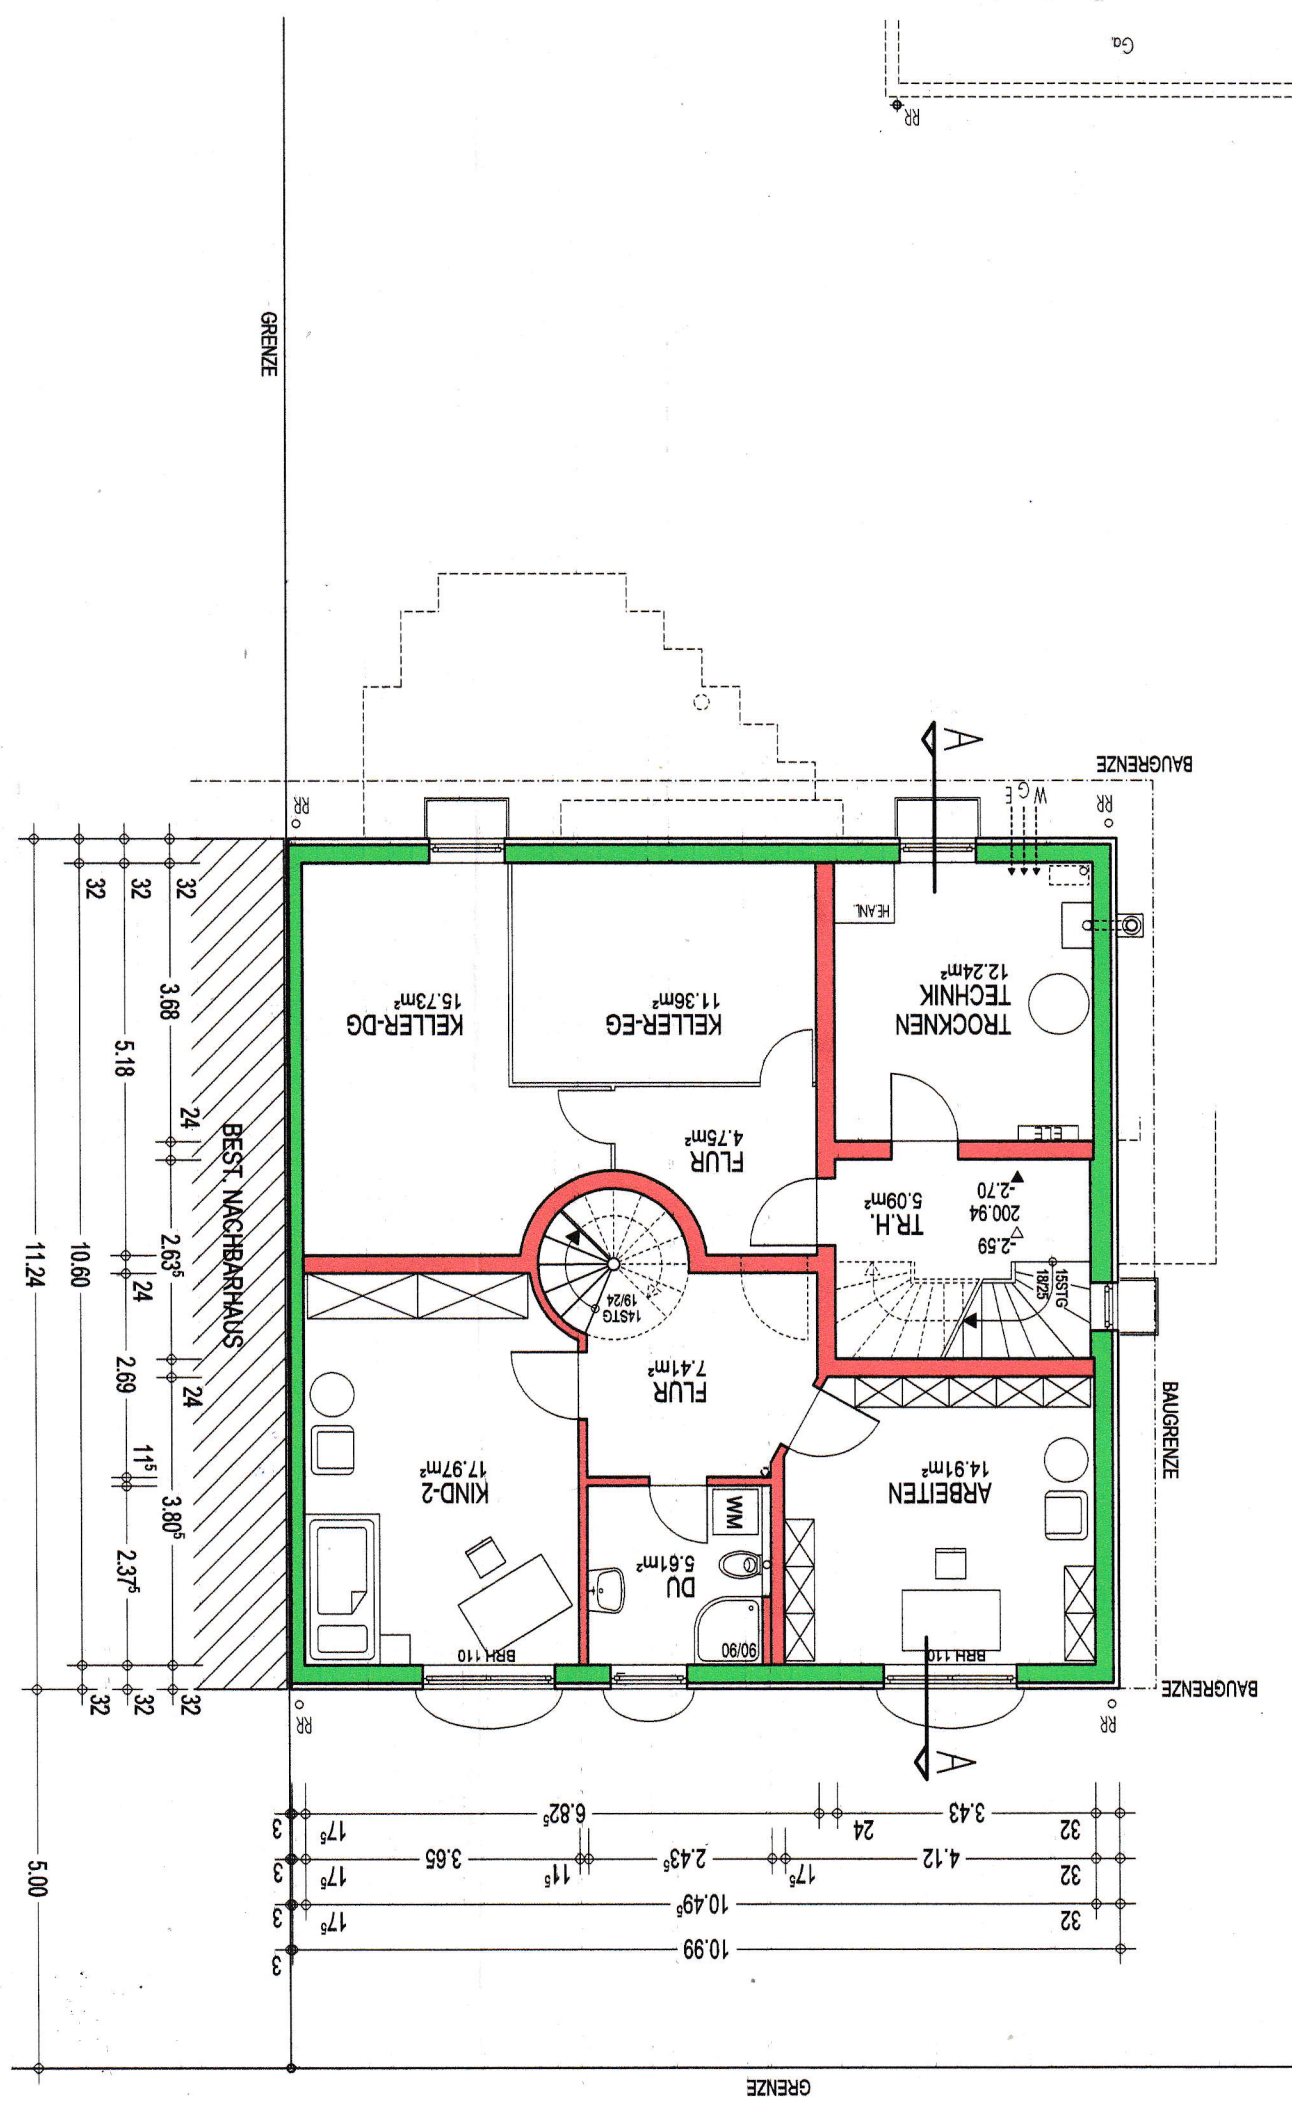 Ga.
RR
GRENZE
A
BAUGRENZE
W G E
RR
RR
HEANL.
TROCKNEN
TECHNIK
12.24m²
KELLER-EG
11.36m²
KELLER-DG
15.73m²
ELE
FLUR
4.75m²
TR.H.
5.09m²
-2.59
200.94
-2.70
15STG
18/25
14STG
19/24
FLUR
7.41m²
BAUGRENZE
ARBEITEN
14.91m²
KIND-2
17.97m²
WM
DU
5.61m²
90/90
BRH 110
BRH 110
BAUGRENZE
RR
RR
A
BEST. NACHBARHAUS
32
3.68
24
2.63⁵
24
3.80⁵
32
32
5.18
24
2.69
11⁵
2.37⁵
32
32
10.60
32
11.24
5.00
32
3.43
24
6.82⁵
17⁵
3
32
4.12
17⁵
2.43⁵
11⁵
3.65
17⁵
3
32
10.49⁵
17⁵
3
10.99
3
GRENZE